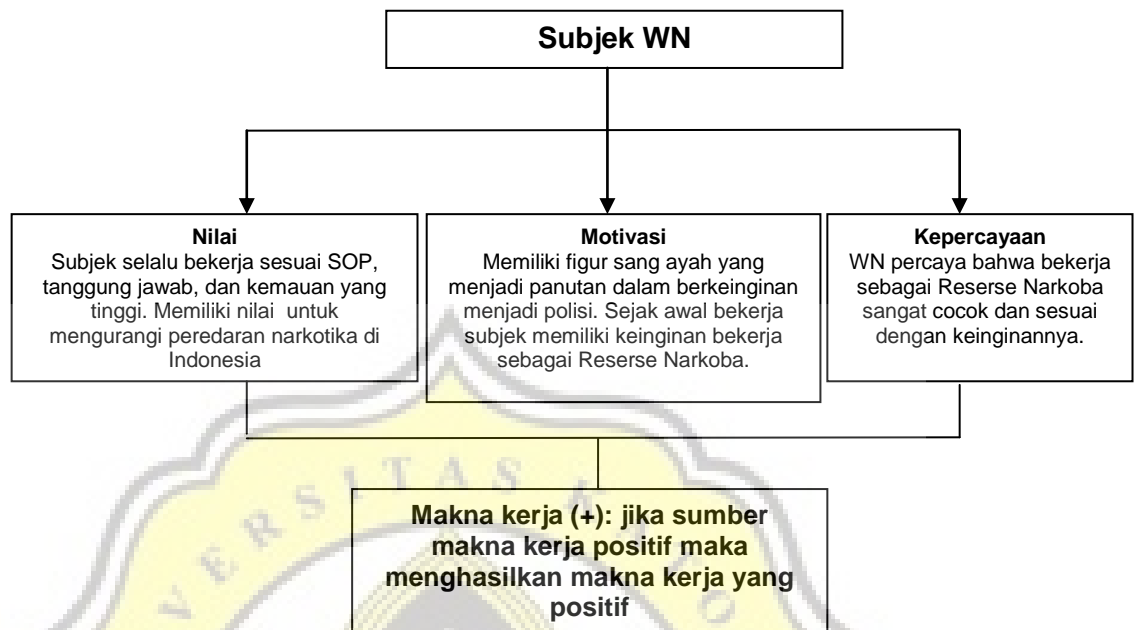 Subjek WN
Nilai
Subjek selalu bekerja sesuai SOP,
tanggung jawab, dan kemauan yang
tinggi. Memiliki nilai untuk
mengurangi peredaran narkotika di
Indonesia
Motivasi
Memiliki figur sang ayah yang
menjadi panutan dalam berkeinginan
menjadi polisi. Sejak awal bekerja
subjek memiliki keinginan bekerja
sebagai Reserse Narkoba.
Kepercayaan
WN percaya bahwa bekerja
sebagai Reserse Narkoba
sangat cocok dan sesuai
dengan keinginannya.
Makna kerja (+): jika sumber
makna kerja positif maka
menghasilkan makna kerja yang
positif